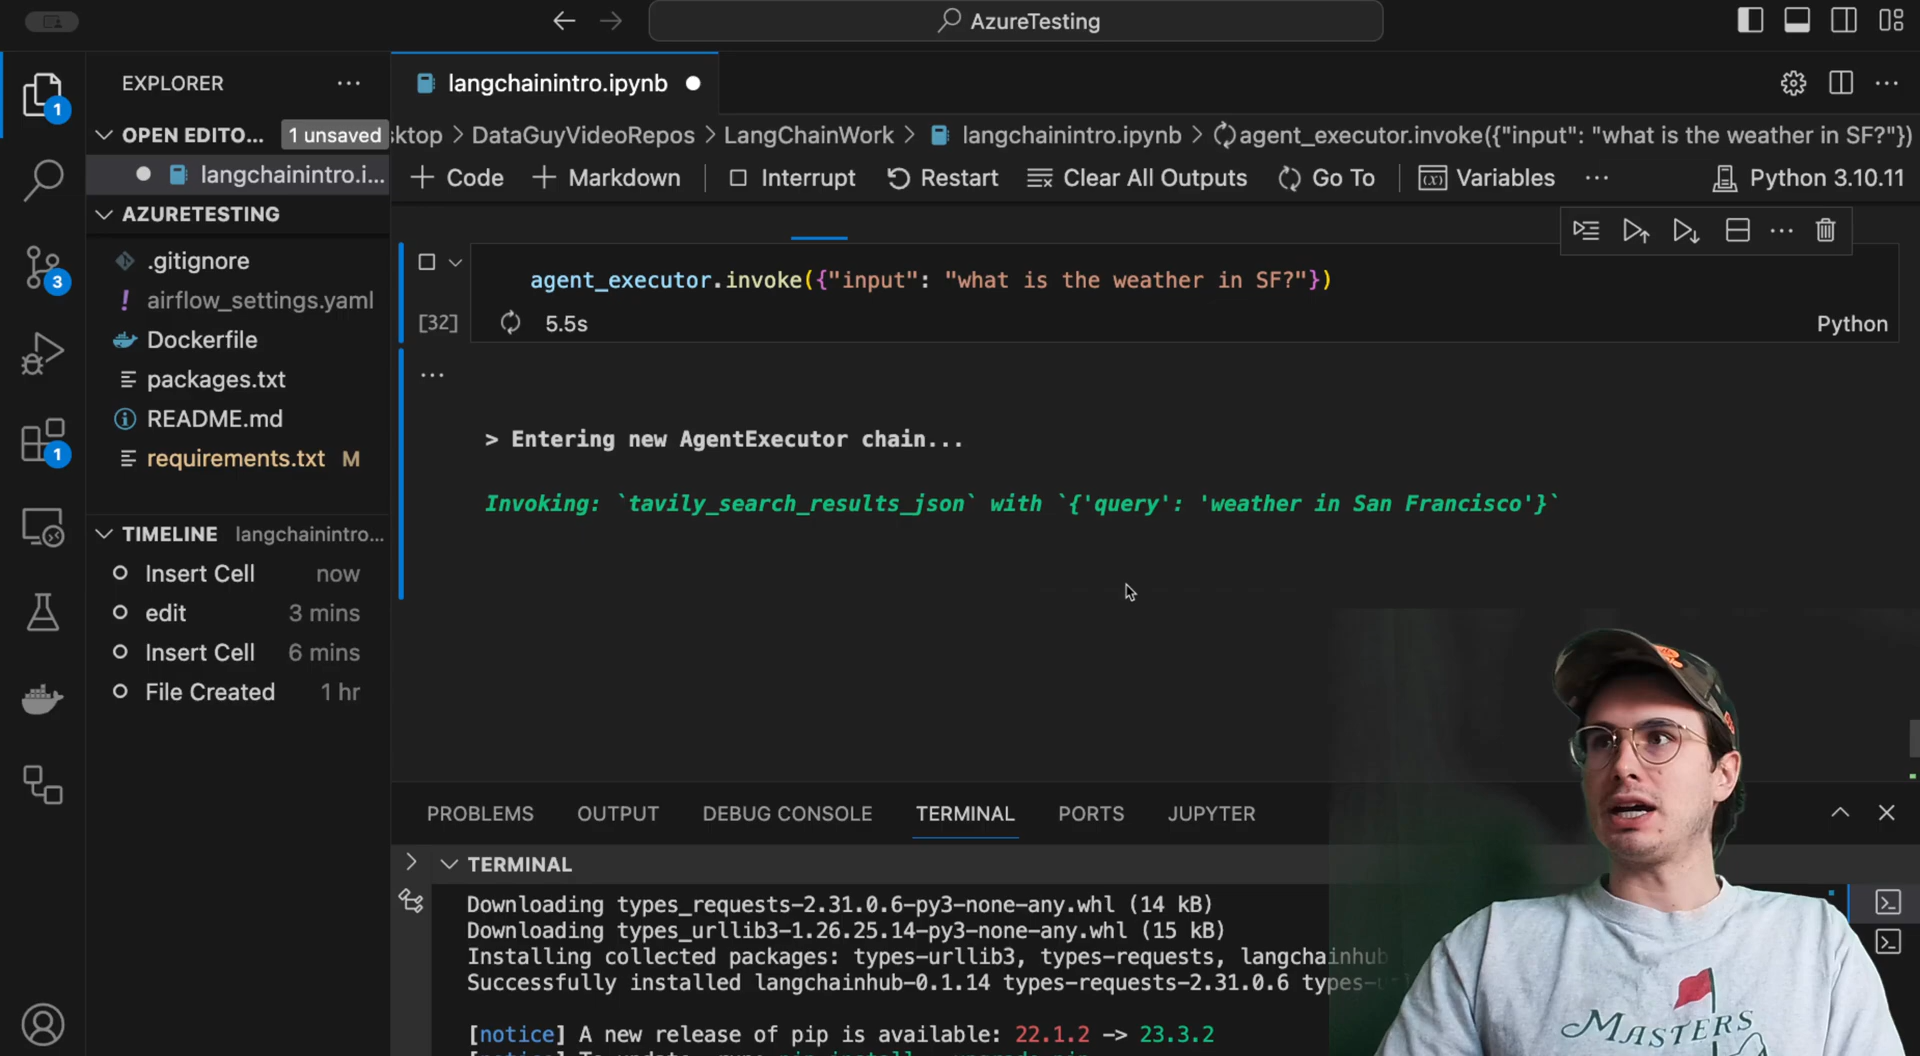 AzureTesting
EXPLORER
langchainintro.ipynb
1
OPEN EDITO... 1 unsaved
ktop > DataGuyVideoRepos > LangChainWork > langchainintro.ipynb > agent_executor.invoke({"input": "what is the weather in SF?"})
langchainintro.i...
+ Code + Markdown Interrupt Restart Clear All Outputs Go To Variables ... Python 3.10.11
AZURETESTING
.gitignore
airflow_settings.yaml
Dockerfile
packages.txt
README.md
requirements.txt M
3
1
agent_executor.invoke({"input": "what is the weather in SF?"})
[32] 5.5s Python
...
> Entering new AgentExecutor chain...
Invoking: `tavily_search_results_json` with `{'query': 'weather in San Francisco'}`
TIMELINE langchainintro...
Insert Cell now
edit 3 mins
Insert Cell 6 mins
File Created 1 hr
PROBLEMS OUTPUT DEBUG CONSOLE TERMINAL PORTS JUPYTER
TERMINAL
Downloading types_requests-2.31.0.6-py3-none-any.whl (14 kB)
Downloading types_urllib3-1.26.25.14-py3-none-any.whl (15 kB)
Installing collected packages: types-urllib3, types-requests, langchainhub
Successfully installed langchainhub-0.1.14 types-requests-2.31.0.6 types-u
[notice] A new release of pip is available: 22.1.2 -> 23.3.2
MASTERS